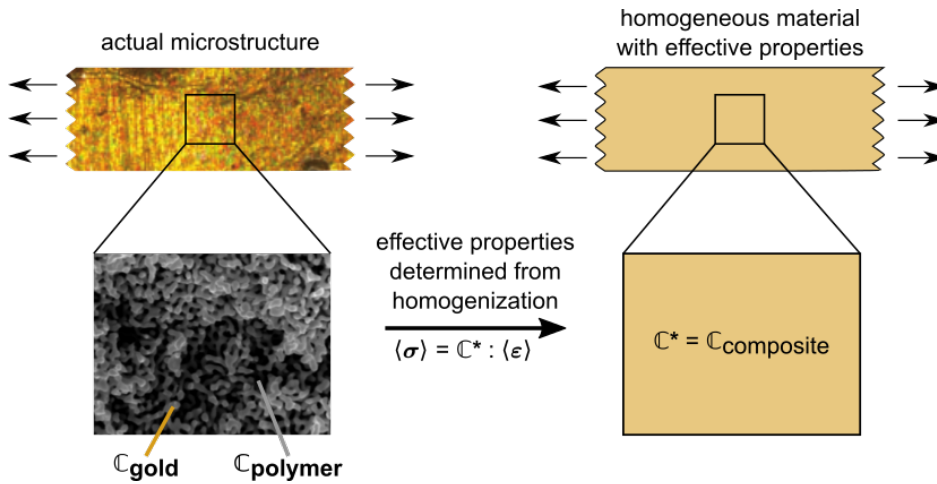 actual microstructure
homogeneous material
with effective properties
effective properties
determined from
homogenization
⟨σ⟩ = ℂ* : ⟨ε⟩
ℂ* = ℂcomposite
ℂgold
ℂpolymer